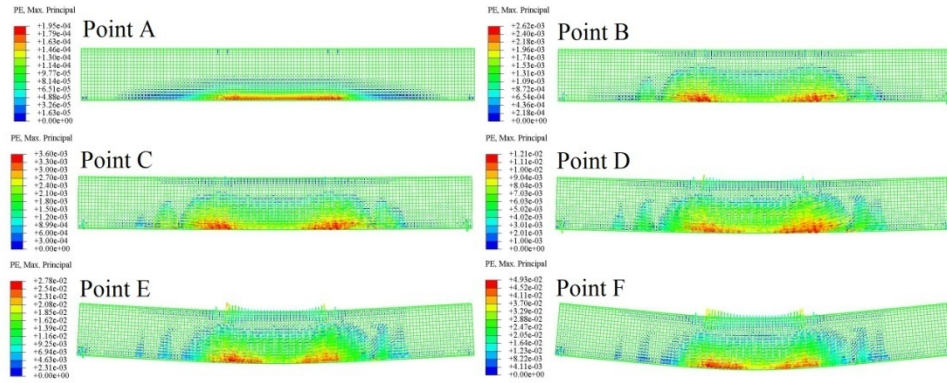 PE, Max. Principal
+1.95e-04
+1.79e-04
+1.63e-04
+1.46e-04
+1.30e-04
+1.14e-04
+9.77e-05
+8.14e-05
+6.51e-05
+4.88e-05
+3.26e-05
+1.63e-05
+0.00e+00
Point A
PE, Max. Principal
+2.62e-03
+2.40e-03
+2.18e-03
+1.96e-03
+1.74e-03
+1.53e-03
+1.31e-03
+1.09e-03
+8.72e-04
+6.54e-04
+4.36e-04
+2.18e-04
+0.00e+00
Point B
PE, Max. Principal
+3.60e-03
+3.30e-03
+3.00e-03
+2.70e-03
+2.40e-03
+2.10e-03
+1.80e-03
+1.50e-03
+1.20e-03
+8.99e-04
+6.00e-04
+3.00e-04
+0.00e+00
Point C
PE, Max. Principal
+1.21e-02
+1.11e-02
+1.00e-02
+9.04e-03
+8.04e-03
+7.03e-03
+6.03e-03
+5.02e-03
+4.02e-03
+3.01e-03
+2.01e-03
+1.00e-03
+0.00e+00
Point D
PE, Max. Principal
+2.78e-02
+2.54e-02
+2.31e-02
+2.08e-02
+1.85e-02
+1.62e-02
+1.39e-02
+1.16e-02
+9.25e-03
+6.94e-03
+4.63e-03
+2.31e-03
+0.00e+00
Point E
PE, Max. Principal
+4.93e-02
+4.52e-02
+4.11e-02
+3.70e-02
+3.29e-02
+2.88e-02
+2.47e-02
+2.05e-02
+1.64e-02
+1.23e-02
+8.22e-03
+4.11e-03
+0.00e+00
Point F